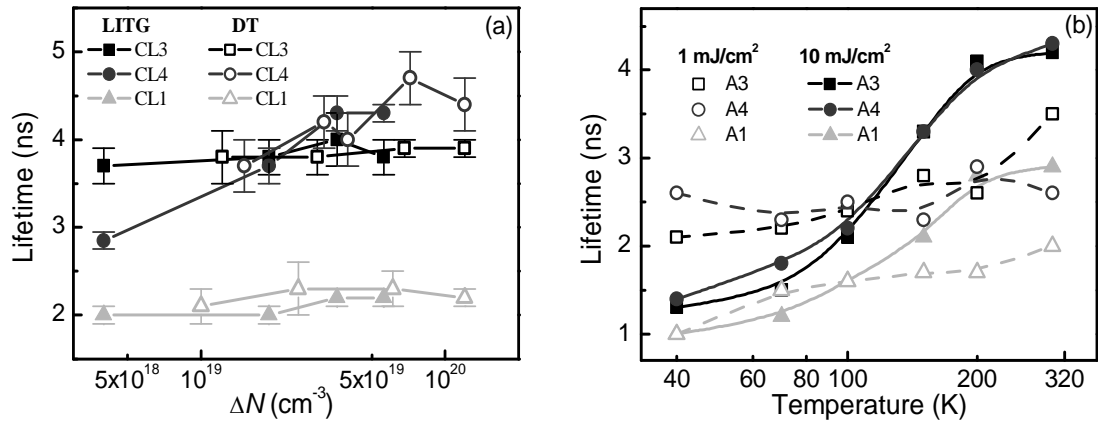 (a)
LITG DT
CL3 CL3
CL4 CL4
CL1 CL1
5
4
3
2
Lifetime (ns)
5x10¹⁸ 10¹⁹ 5x10¹⁹ 10²⁰
ΔN (cm⁻³)
(b)
1 mJ/cm² 10 mJ/cm²
A3 A3
A4 A4
A1 A1
4
3
2
1
Lifetime (ns)
40 60 80 100 200 320
Temperature (K)